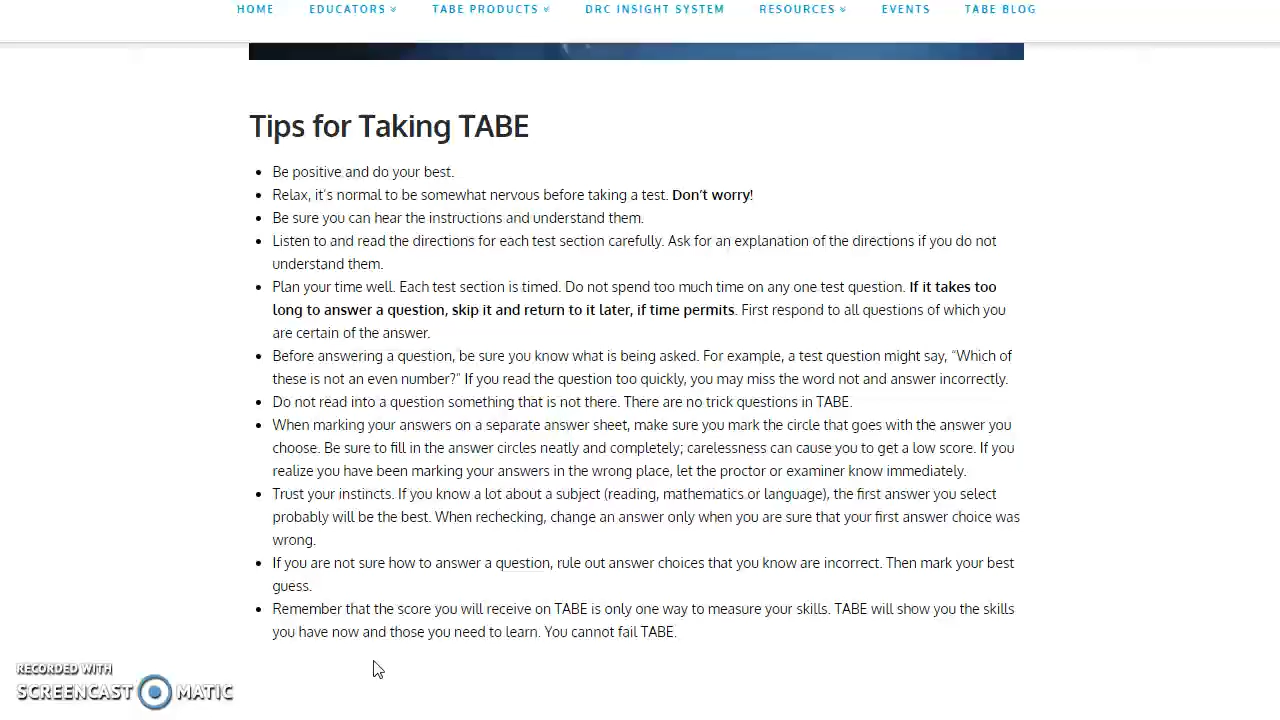 HOME EDUCATORS TABE PRODUCTS DRC INSIGHT SYSTEM RESOURCES EVENTS TABE BLOG
Tips for Taking TABE
• Be positive and do your best.
• Relax, it's normal to be somewhat nervous before taking a test. Don't worry!
• Be sure you can hear the instructions and understand them.
• Listen to and read the directions for each test section carefully. Ask for an explanation of the directions if you do not
understand them.
• Plan your time well. Each test section is timed. Do not spend too much time on any one test question. If it takes too
long to answer a question, skip it and return to it later, if time permits. First respond to all questions of which you
are certain of the answer.
• Before answering a question, be sure you know what is being asked. For example, a test question might say, “Which of
these is not an even number?” If you read the question too quickly, you may miss the word not and answer incorrectly.
• Do not read into a question something that is not there. There are no trick questions in TABE.
• When marking your answers on a separate answer sheet, make sure you mark the circle that goes with the answer you
choose. Be sure to fill in the answer circles neatly and completely; carelessness can cause you to get a low score. If you
realize you have been marking your answers in the wrong place, let the proctor or examiner know immediately.
• Trust your instincts. If you know a lot about a subject (reading, mathematics or language), the first answer you select
probably will be the best. When rechecking, change an answer only when you are sure that your first answer choice was
wrong.
• If you are not sure how to answer a question, rule out answer choices that you know are incorrect. Then mark your best
guess.
• Remember that the score you will receive on TABE is only one way to measure your skills. TABE will show you the skills
you have now and those you need to learn. You cannot fail TABE.
RECORDED WITH
SCREENCAST MATIC